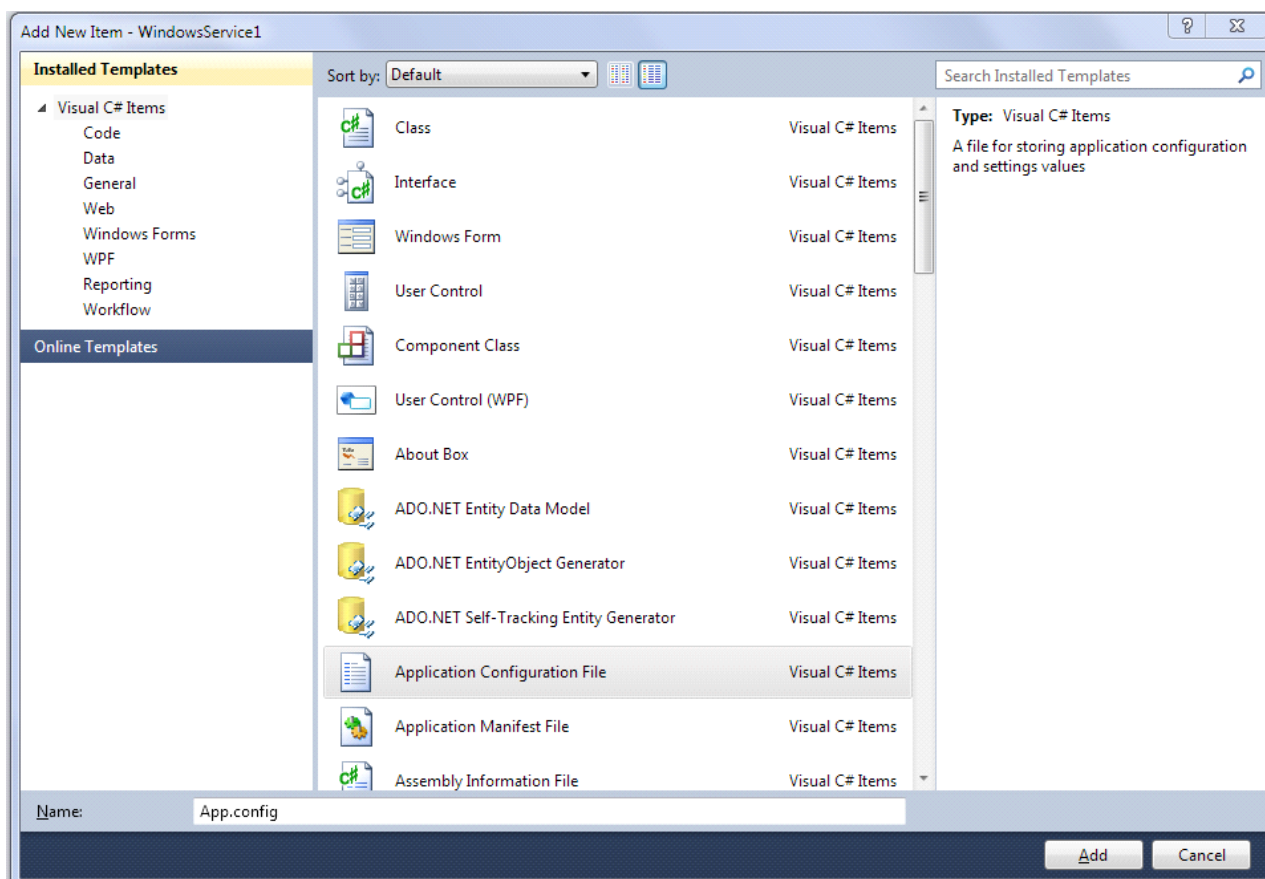 Add New Item - WindowsService1
Installed Templates
Visual C# Items
Code
Data
General
Web
Windows Forms
WPF
Reporting
Workflow
Online Templates
Sort by: Default
Search Installed Templates
Class Visual C# Items
Interface Visual C# Items
Windows Form Visual C# Items
User Control Visual C# Items
Component Class Visual C# Items
User Control (WPF) Visual C# Items
About Box Visual C# Items
ADO.NET Entity Data Model Visual C# Items
ADO.NET EntityObject Generator Visual C# Items
ADO.NET Self-Tracking Entity Generator Visual C# Items
Application Configuration File Visual C# Items
Application Manifest File Visual C# Items
Assembly Information File Visual C# Items
Type: Visual C# Items
A file for storing application configuration
and settings values
Name: App.config
Add Cancel